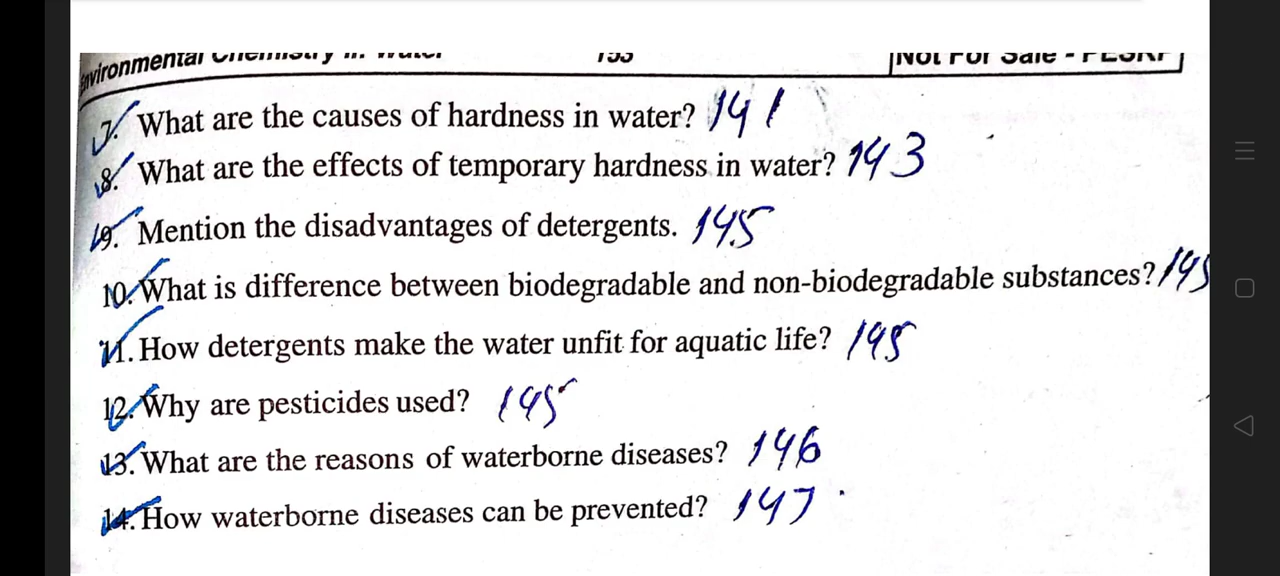 Environmental Chemistry II: Water 153 Not For Sale - PESRP
7. What are the causes of hardness in water? 141
8. What are the effects of temporary hardness in water? 143
9. Mention the disadvantages of detergents. 145
10. What is difference between biodegradable and non-biodegradable substances? 145
11. How detergents make the water unfit for aquatic life? 145
12. Why are pesticides used? 145
13. What are the reasons of waterborne diseases? 146
14. How waterborne diseases can be prevented? 147